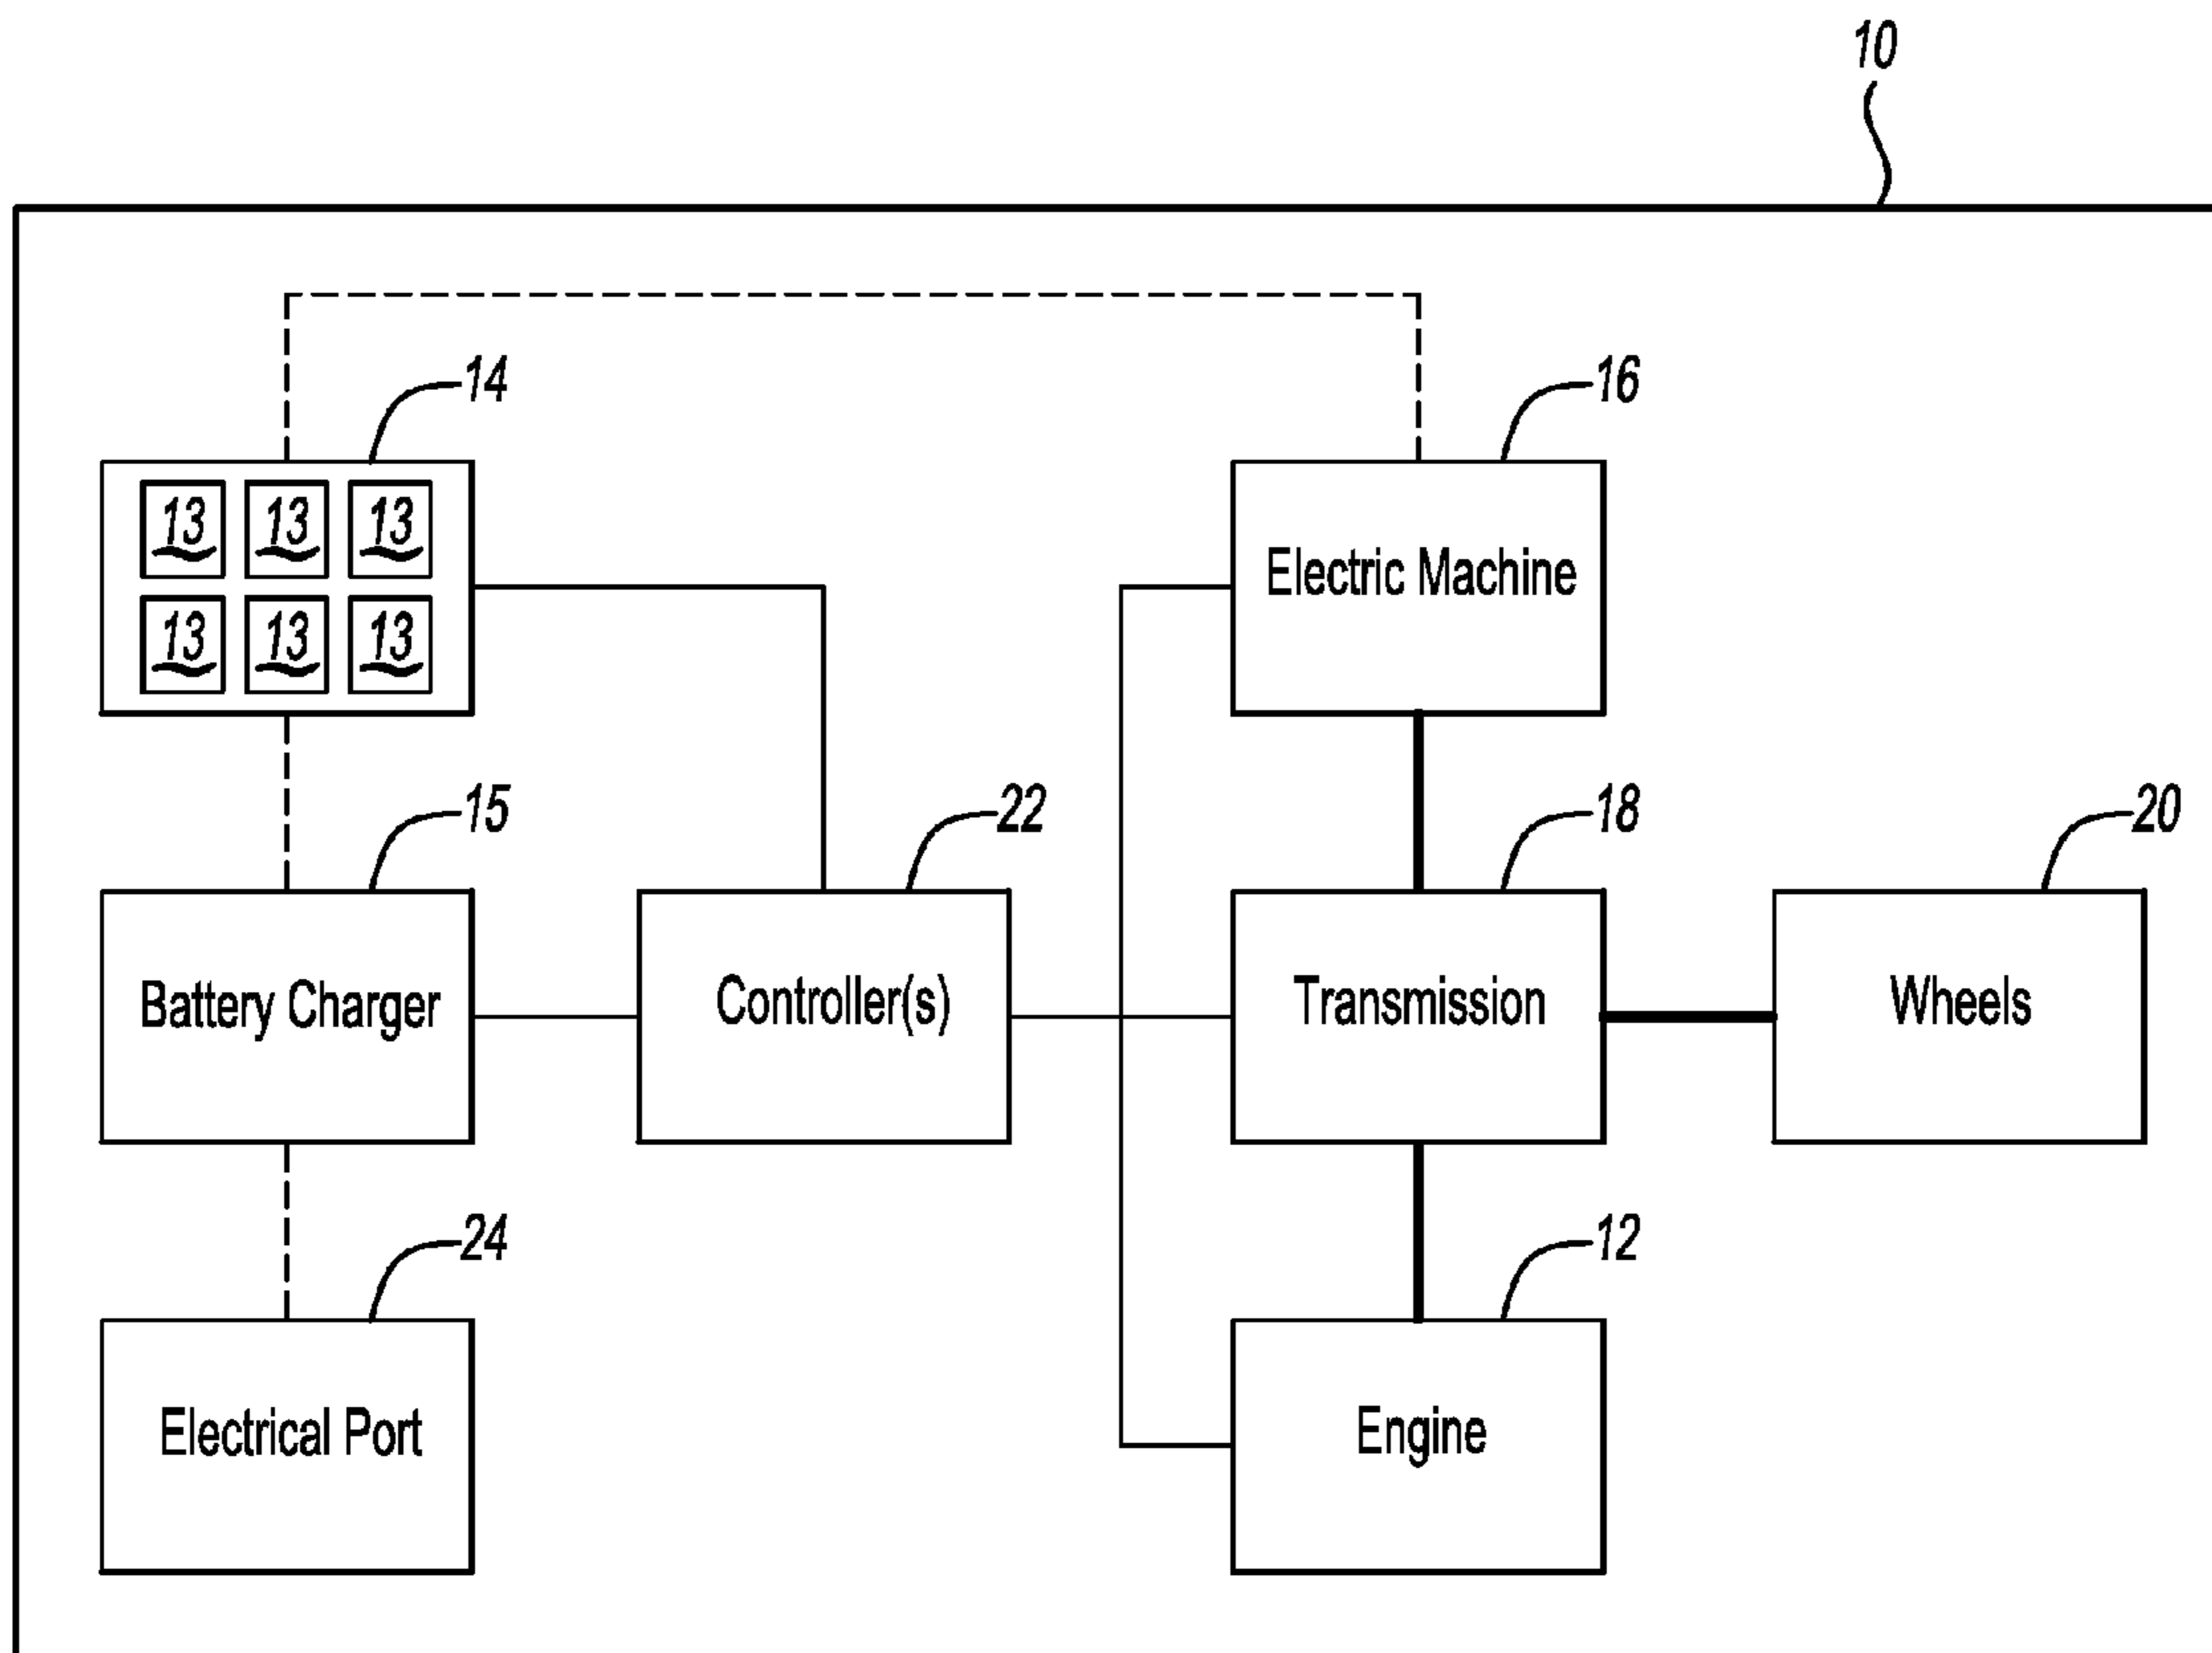 10
14
16
13 13 13
Electric Machine
13 13 13
15
22
18
20
Battery Charger
Controller(s)
Transmission
Wheels
24
12
Electrical Port
Engine